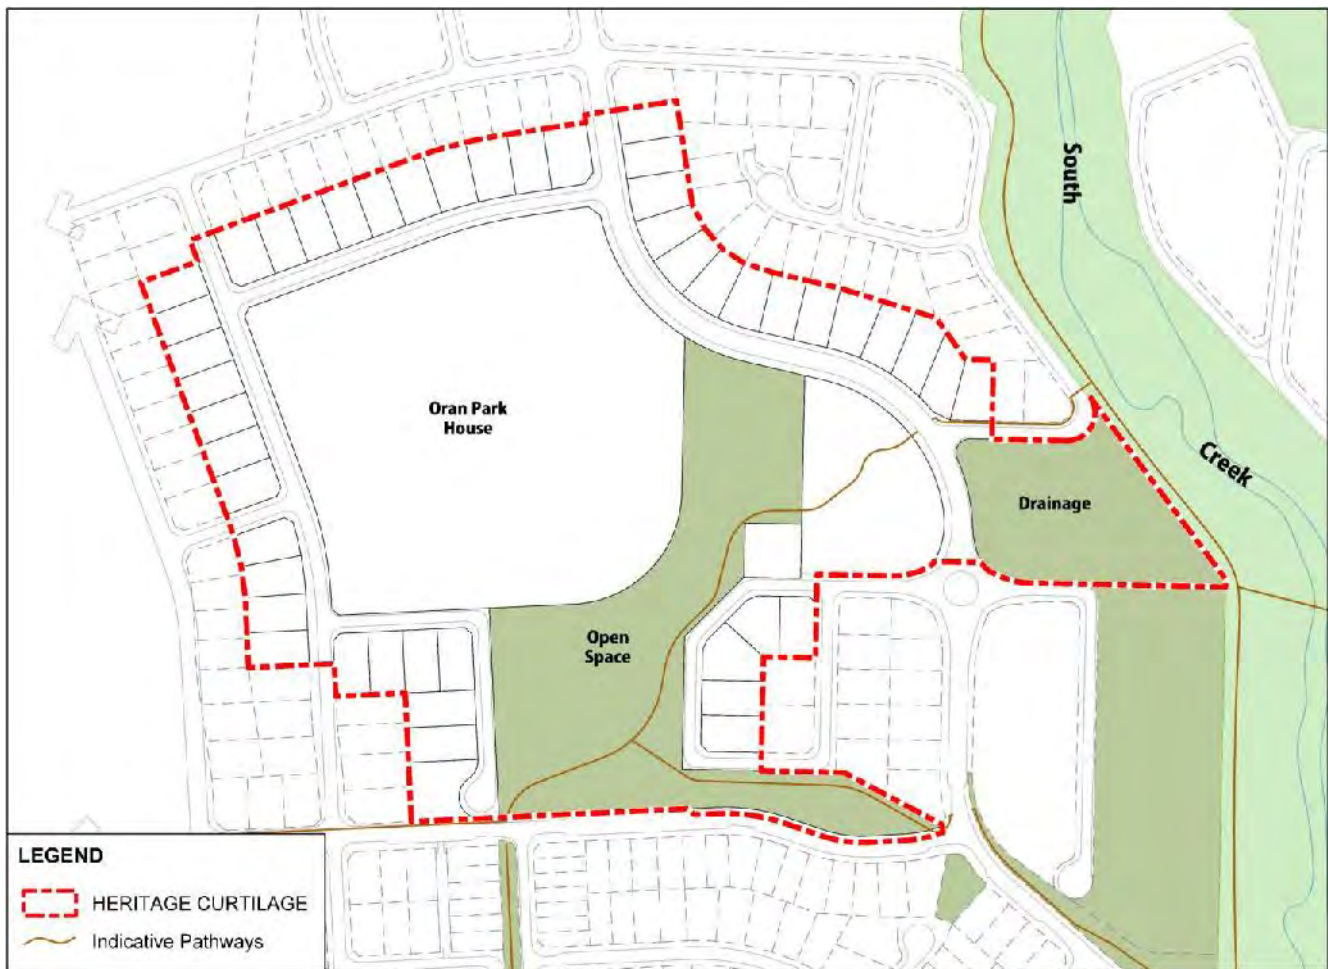 South
Creek
Oran Park
House
Drainage
Open
Space
LEGEND
HERITAGE CURTILAGE
Indicative Pathways